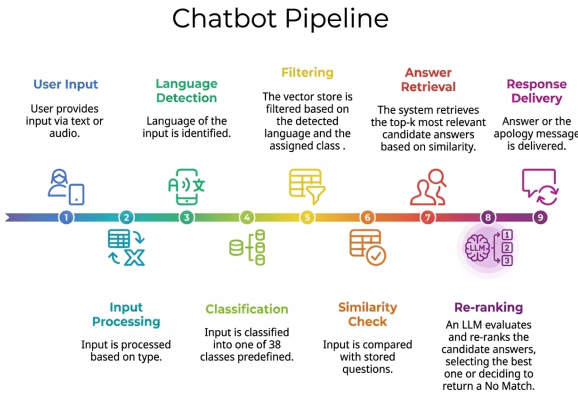 Chatbot Pipeline
User Input
User provides
input via text or
audio.
Language
Detection
Language of the
input is identified.
Filtering
The vector store is
filtered based on
the detected
language and the
assigned class .
Answer
Retrieval
The system retrieves
the top-k most relevant
candidate answers
based on similarity.
Response
Delivery
Answer or the
apology message
is delivered.
A 文
1
2
3
4
5
6
7
8
9
X
LLM
1
2
3
Input
Processing
Input is processed
based on type.
Classification
Input is classified
into one of 38
classes predefined.
Similarity
Check
Input is compared
with stored
questions.
Re-ranking
An LLM evaluates
and re-ranks the
candidate answers,
selecting the best
one or deciding to
return a No Match.